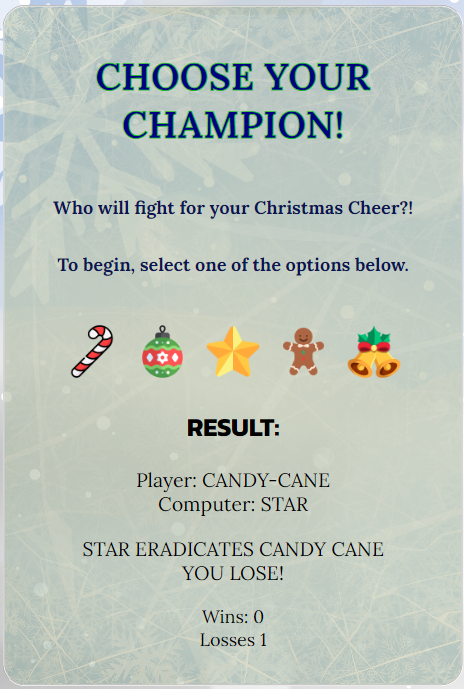 CHOOSE YOUR
CHAMPION!
Who will fight for your Christmas Cheer?!
To begin, select one of the options below.
RESULT:
Player: CANDY-CANE
Computer: STAR
STAR ERADICATES CANDY CANE
YOU LOSE!
Wins: 0
Losses 1